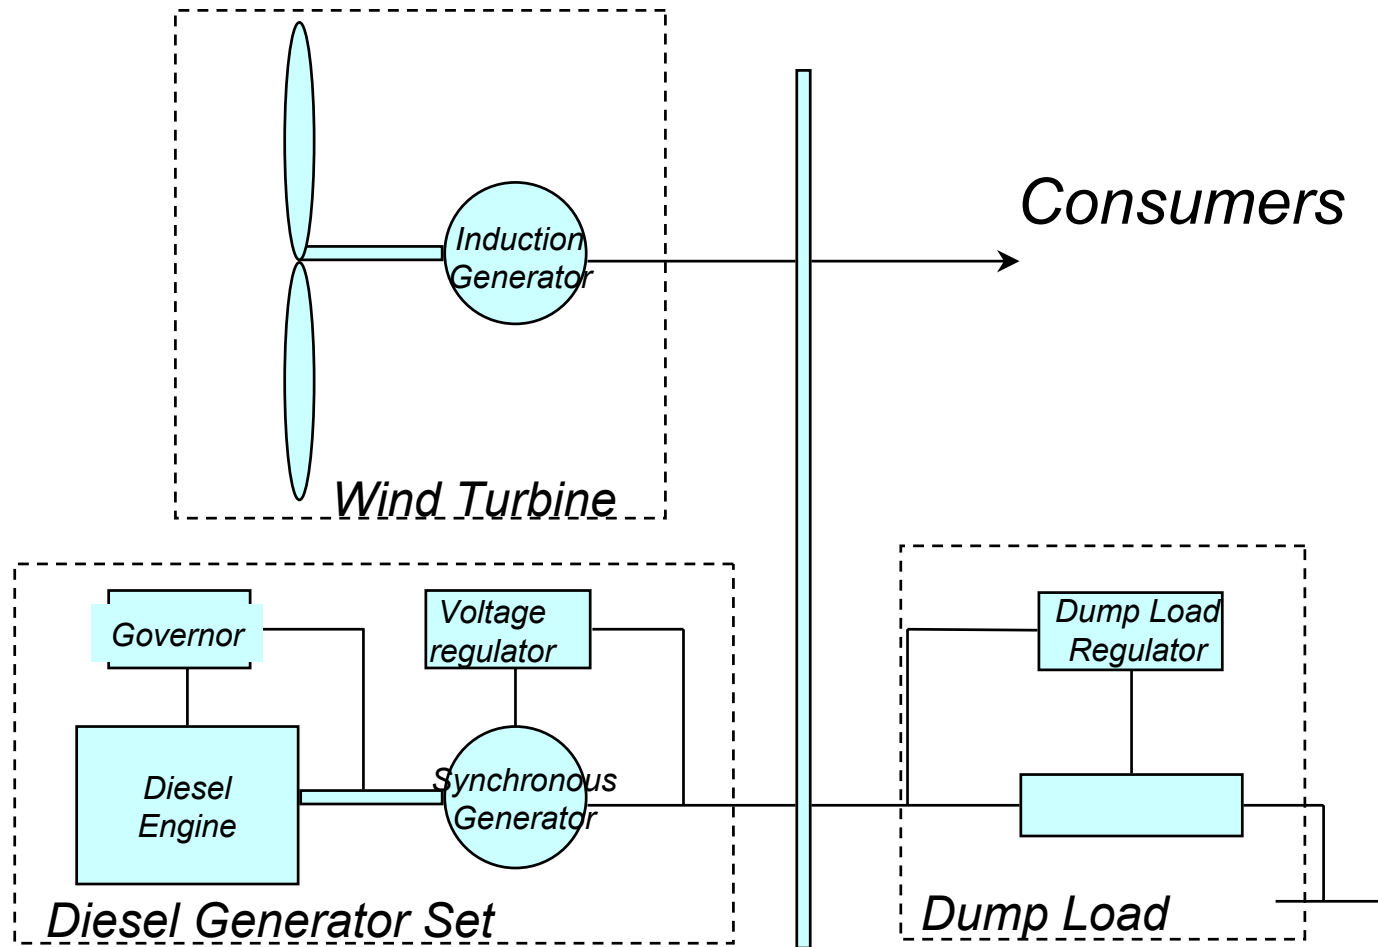 Consumers
Induction
Generator
Wind Turbine
Governor
Voltage
regulator
Dump Load
Regulator
Diesel
Engine
Synchronous
Generator
Diesel Generator Set
Dump Load